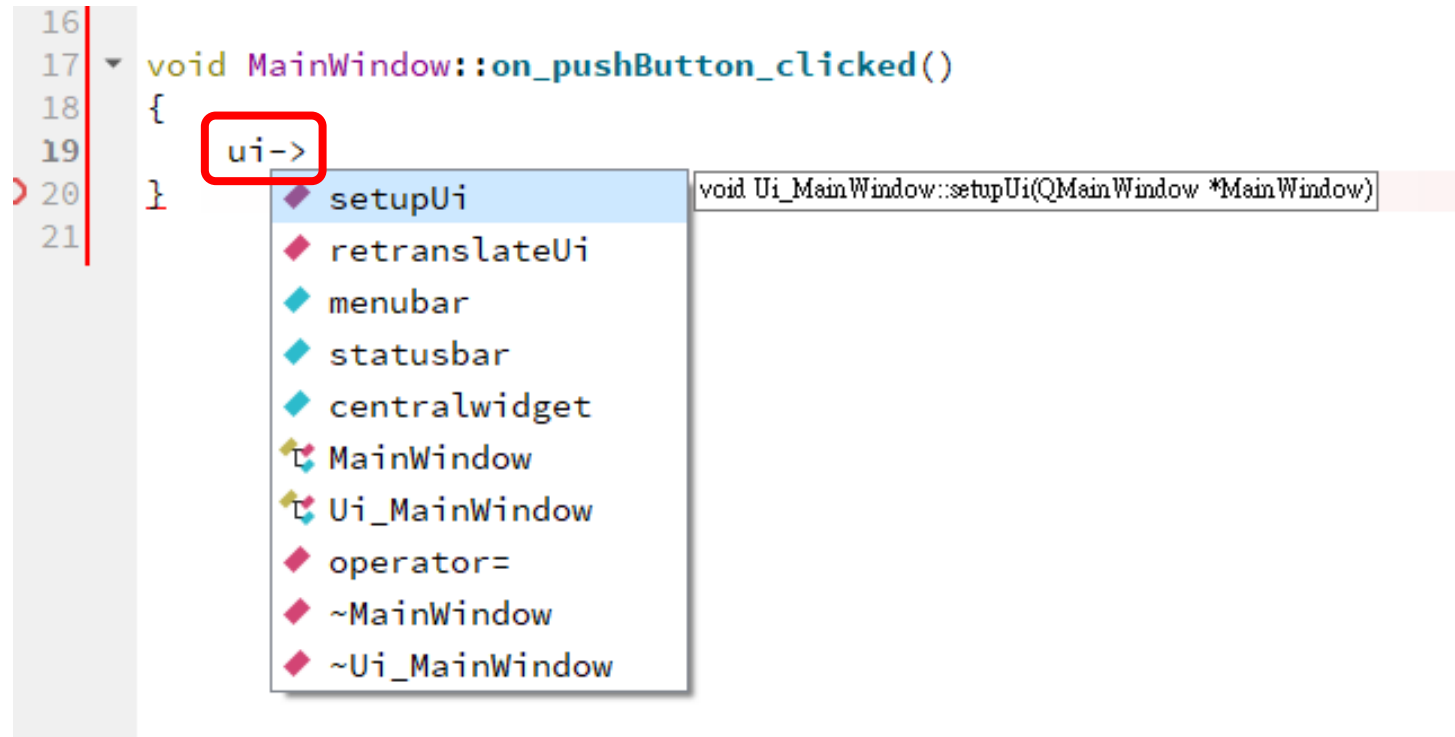 16
17 void MainWindow::on_pushButton_clicked()
18 {
19 ui->
20 }
21
setupUi void Ui_MainWindow::setupUi(QMainWindow *MainWindow)
retranslateUi
menubar
statusbar
centralwidget
MainWindow
Ui_MainWindow
operator=
~MainWindow
~Ui_MainWindow